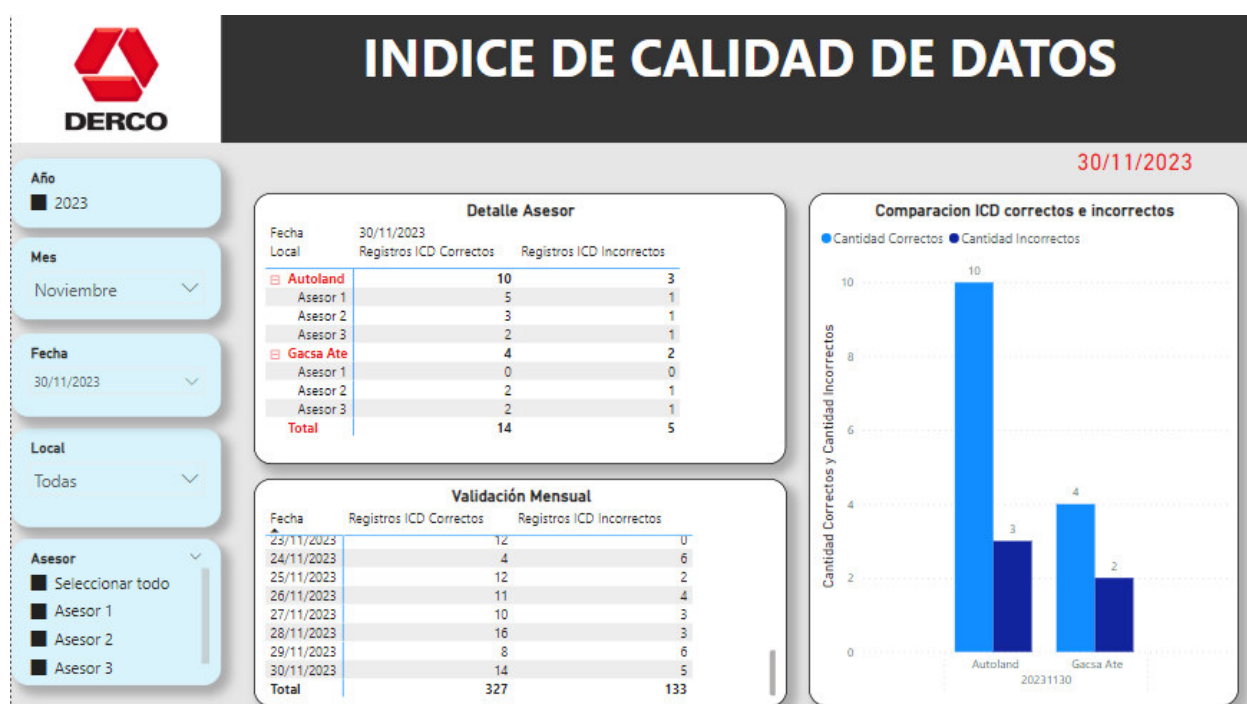 DERCO
INDICE DE CALIDAD DE DATOS
30/11/2023
Año
2023
Mes
Noviembre
Fecha
30/11/2023
Local
Todas
Asesor
Seleccionar todo
Asesor 1
Asesor 2
Asesor 3
Detalle Asesor
Fecha 30/11/2023
Local Registros ICD Correctos Registros ICD Incorrectos
Autoland 10 3
Asesor 1 5 1
Asesor 2 3 1
Asesor 3 2 1
Gacsa Ate 4 2
Asesor 1 0 0
Asesor 2 2 1
Asesor 3 2 1
Total 14 5
Validación Mensual
Fecha Registros ICD Correctos Registros ICD Incorrectos
23/11/2023 12 0
24/11/2023 4 6
25/11/2023 12 2
26/11/2023 11 4
27/11/2023 10 3
28/11/2023 16 3
29/11/2023 8 6
30/11/2023 14 5
Total 327 133
Comparacion ICD correctos e incorrectos
Cantidad Correctos Cantidad Incorrectos
Cantidad Correctos y Cantidad Incorrectos
10
8
6
4
2
0
10
3
4
2
Autoland Gacsa Ate
20231130